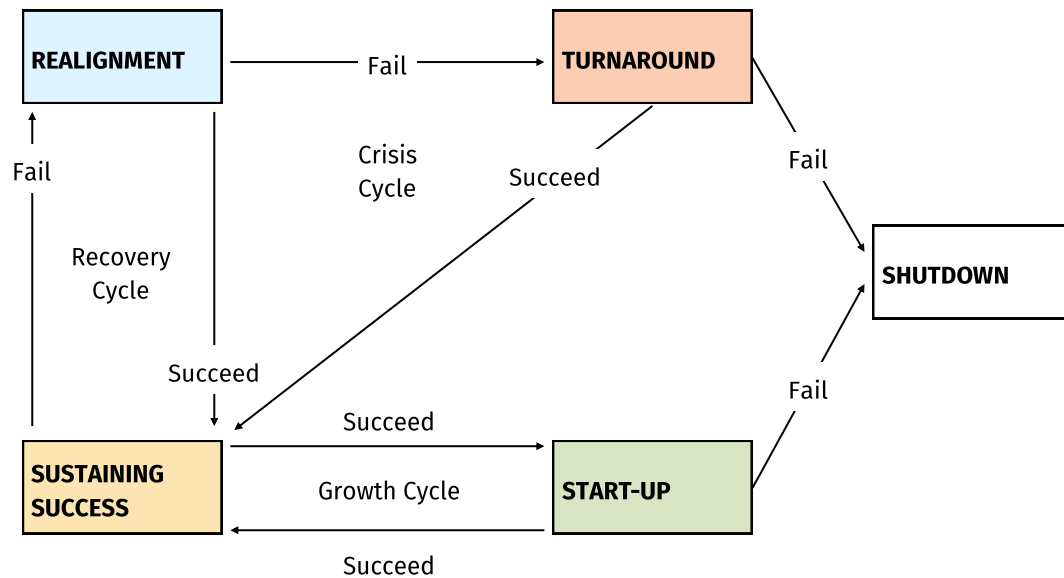 REALIGNMENT
Fail
TURNAROUND
Fail
Crisis
Cycle
Succeed
Fail
Recovery
Cycle
SHUTDOWN
Succeed
Fail
Succeed
SUSTAINING
SUCCESS
Growth Cycle
START-UP
Succeed